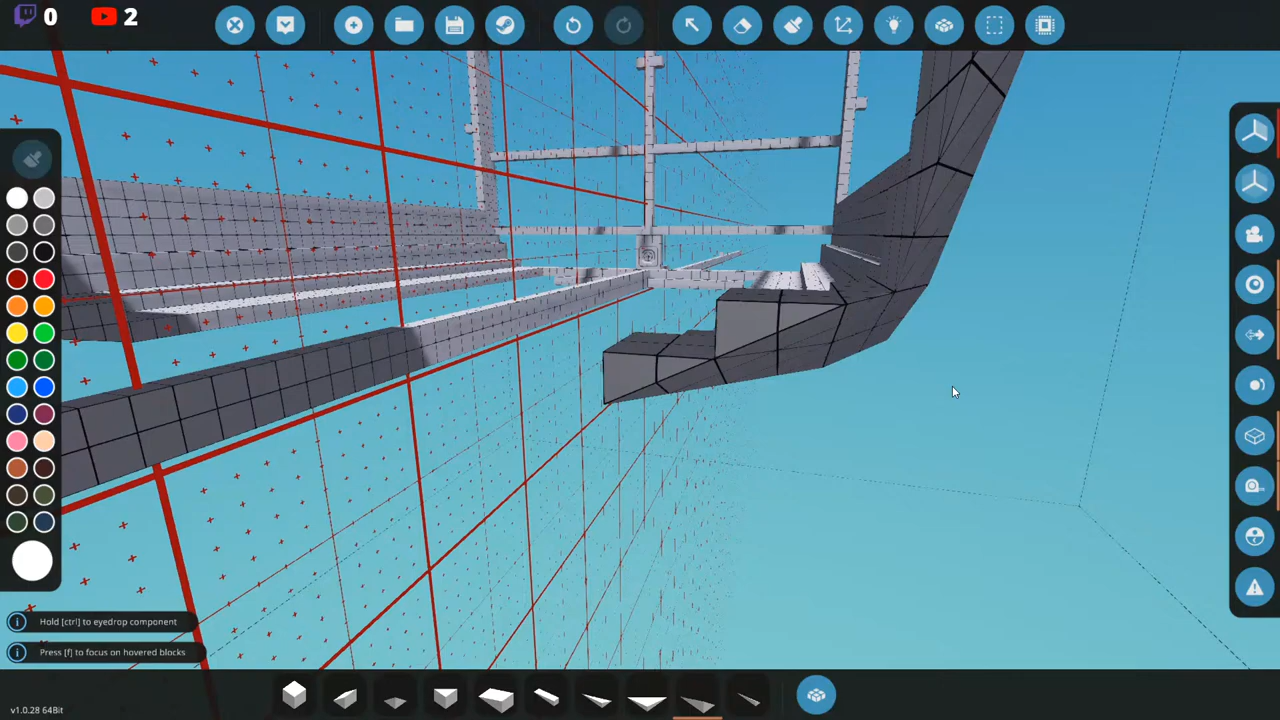 0
2
Hold [ctrl] to eyedrop component
Press [f] to focus on hovered blocks
v1.0.28 64Bit